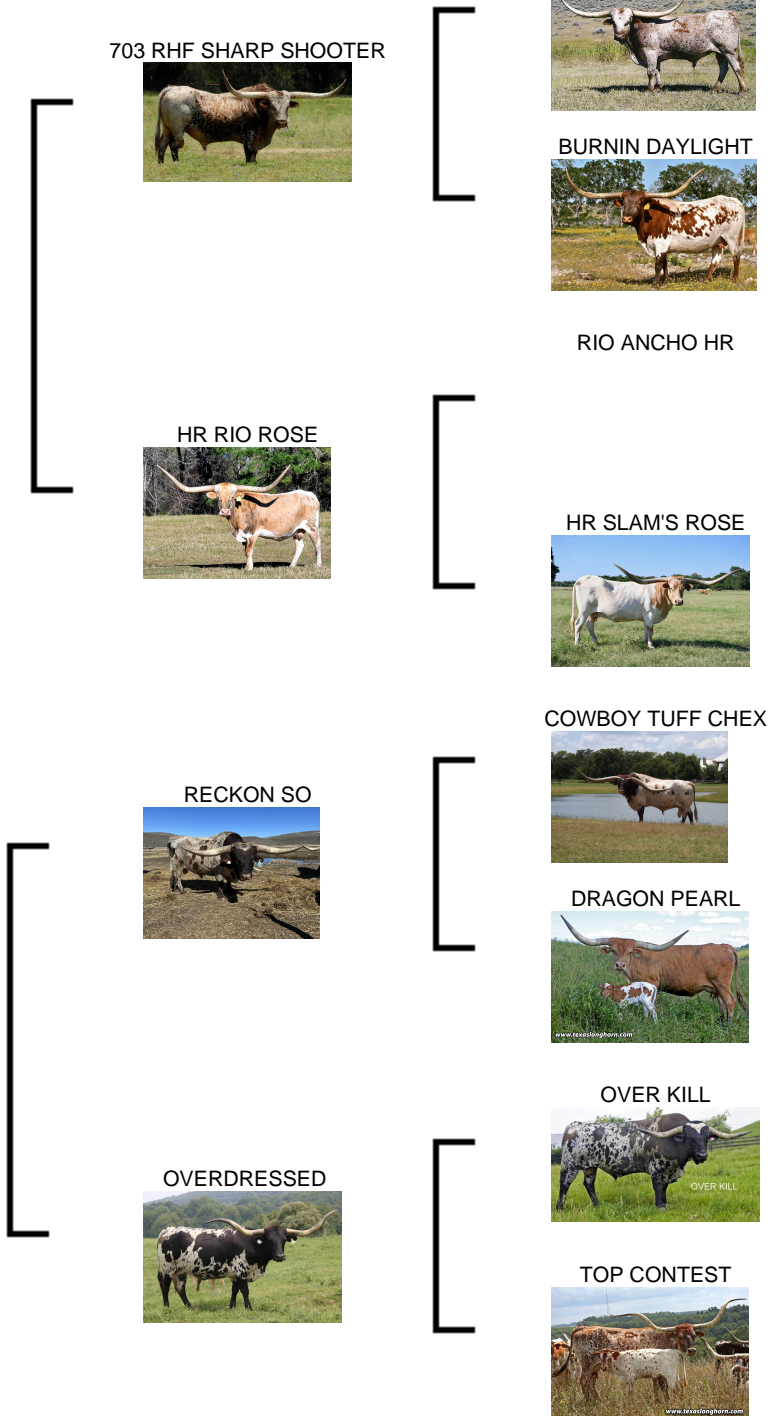 703 RHF SHARP SHOOTER
BURNIN DAYLIGHT
RIO ANCHO HR
HR RIO ROSE
HR SLAM'S ROSE
COWBOY TUFF CHEX
RECKON SO
DRAGON PEARL
www.texaslonghorn.com
OVER KILL
OVER KILL
OVERDRESSED
TOP CONTEST
www.texaslonghorn.com